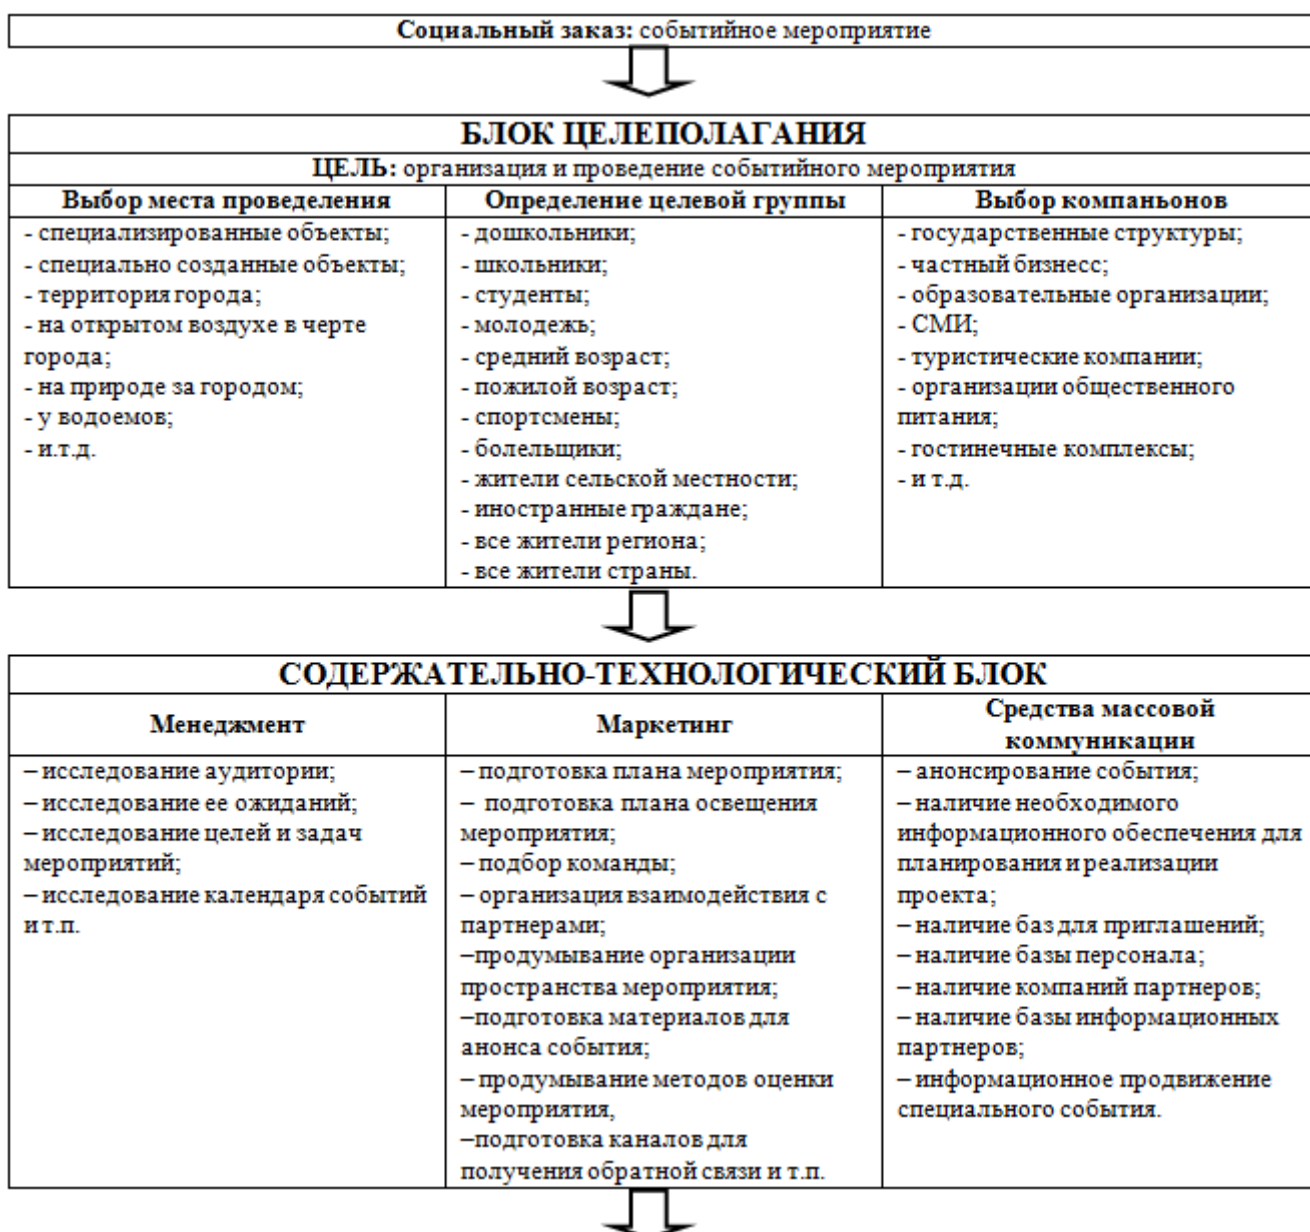 Социальный заказ: событийное мероприятие
БЛОК ЦЕЛЕПОЛАГАНИЯ
ЦЕЛЬ: организация и проведение событийного мероприятия
Выбор места проведеления
- специализированные объекты;
- специально созданные объекты;
- территория города;
- на открытом воздухе в черте
города;
- на природе за городом;
- у водоемов;
- и.т.д.
Определение целевой группы
- дошкольники;
- школьники;
- студенты;
- молодежь;
- средний возраст;
- пожилой возраст;
- спортсмены;
- болельщики;
- жители сельской местности;
- иностранные граждане;
- все жители региона;
- все жители страны.
Выбор компаньонов
- государственные структуры;
- частный бизнесс;
- образовательные организации;
- СМИ;
- туристические компании;
- организации общественного
питания;
- гостинечные комплексы;
- и т.д.
СОДЕРЖАТЕЛЬНО-ТЕХНОЛОГИЧЕСКИЙ БЛОК
Менеджмент
– исследование аудитории;
– исследование ее ожиданий;
– исследование целей и задач
мероприятий;
– исследование календаря событий
и т.п.
Маркетинг
– подготовка плана мероприятия;
– подготовка плана освещения
мероприятия;
– подбор команды;
– организация взаимодействия с
партнерами;
–продумывание организации
пространства мероприятия;
–подготовка материалов для
анонса события;
– продумывание методов оценки
мероприятия,
–подготовка каналов для
получения обратной связи и т.п.
Средства массовой
коммуникации
– анонсирование события;
– наличие необходимого
информационного обеспечения для
планирования и реализации
проекта;
– наличие баз для приглашений;
– наличие базы персонала;
– наличие компаний партнеров;
– наличие базы информационных
партнеров;
– информационное продвижение
специального события.